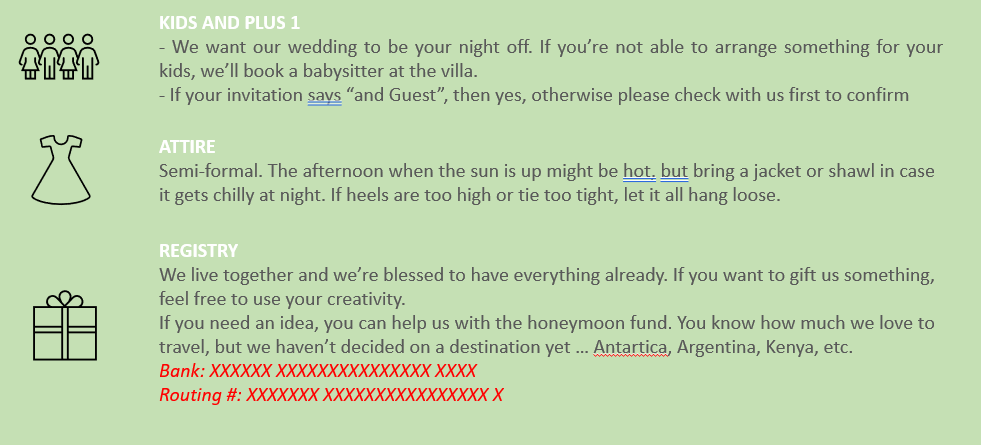 KIDS AND PLUS 1
- We want our wedding to be your night off. If you’re not able to arrange something for your
kids, we’ll book a babysitter at the villa.
- If your invitation says “and Guest”, then yes, otherwise please check with us first to confirm
ATTIRE
Semi-formal. The afternoon when the sun is up might be hot, but bring a jacket or shawl in case
it gets chilly at night. If heels are too high or tie too tight, let it all hang loose.
REGISTRY
We live together and we’re blessed to have everything already. If you want to gift us something,
feel free to use your creativity.
If you need an idea, you can help us with the honeymoon fund. You know how much we love to
travel, but we haven’t decided on a destination yet … Antartica, Argentina, Kenya, etc.
Bank: XXXXXX XXXXXXXXXXXXXXX XXXX
Routing #: XXXXXXX XXXXXXXXXXXXXXXX X